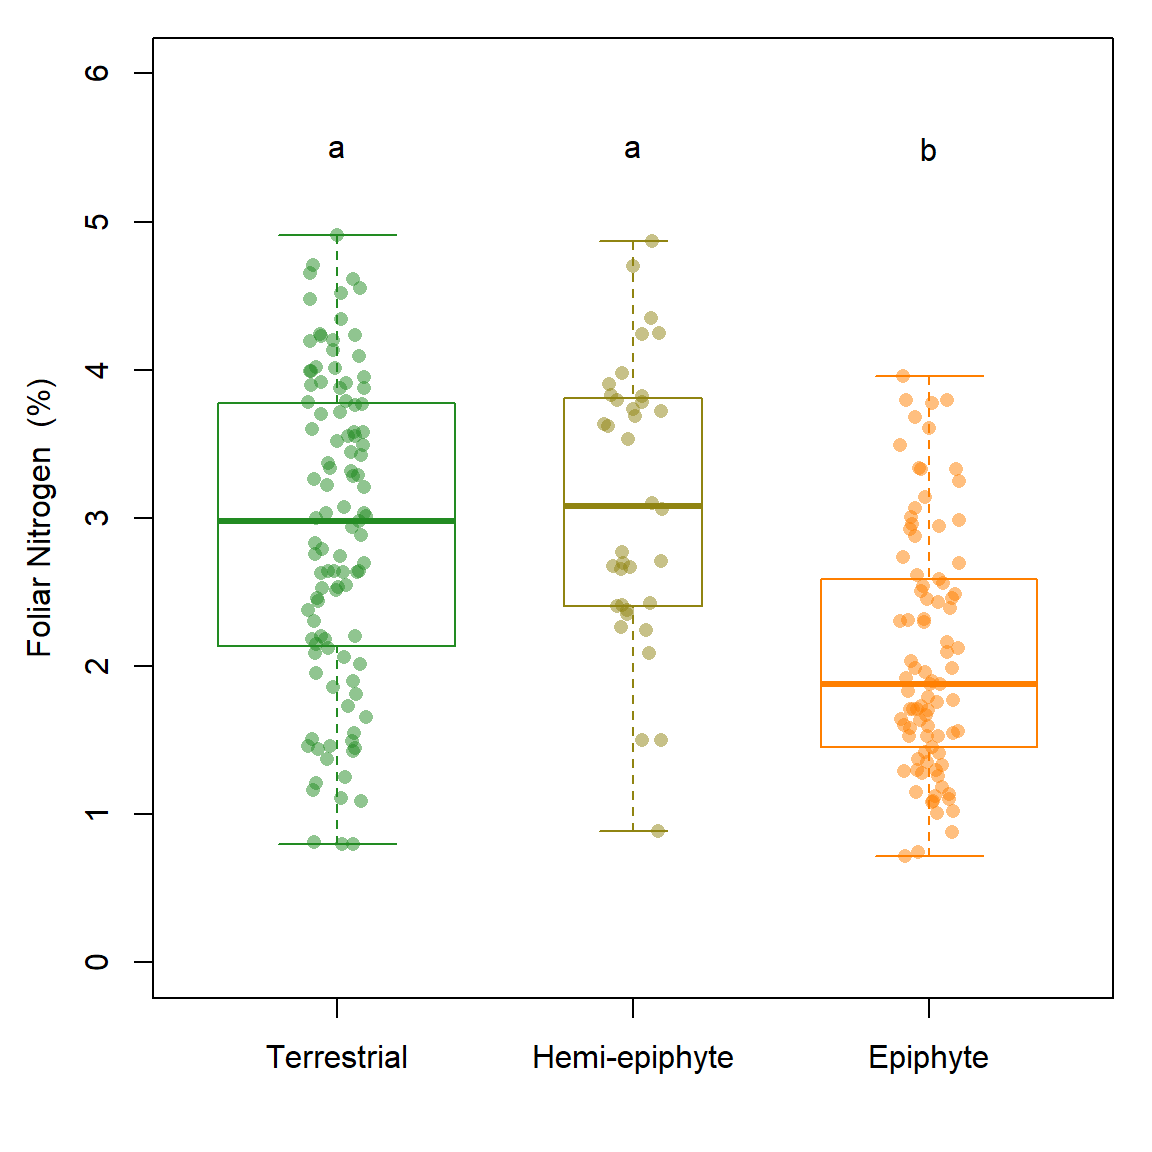 6
a
a
b
5
4
3
2
1
0
Foliar Nitrogen (%)
Terrestrial
Hemi-epiphyte
Epiphyte